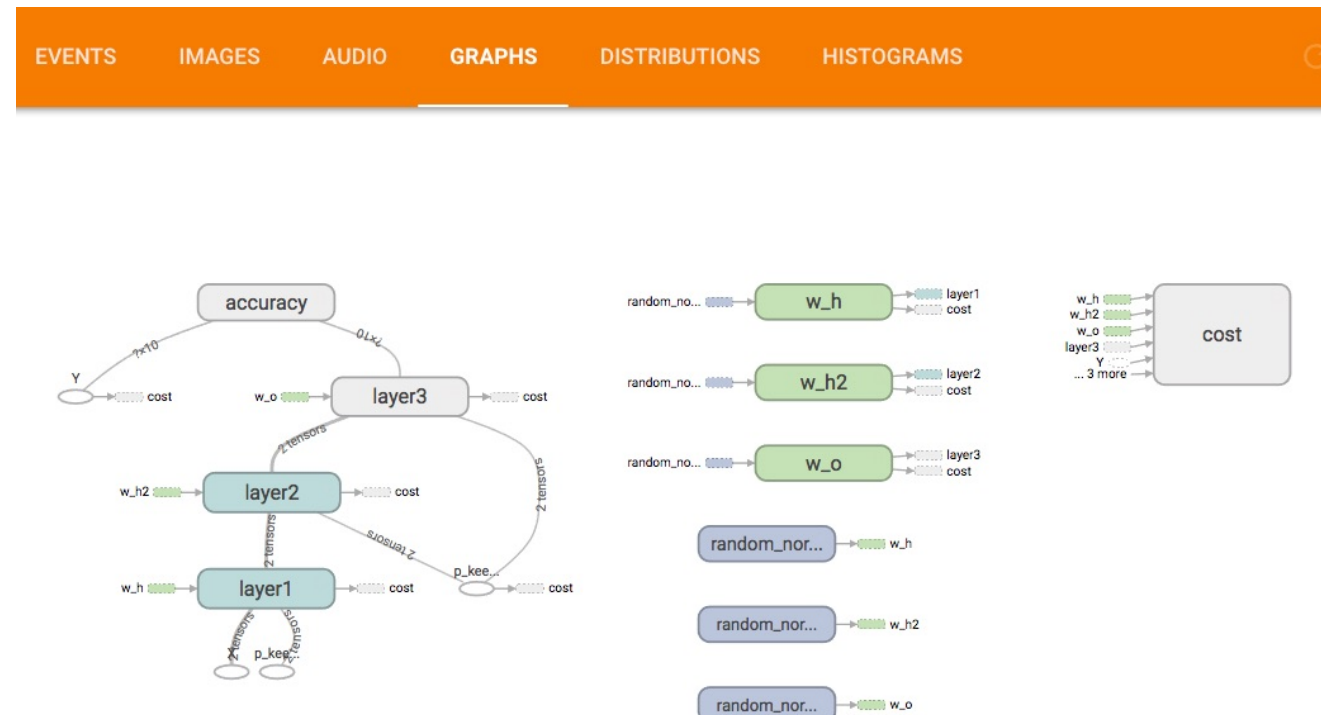 EVENTS IMAGES AUDIO GRAPHS DISTRIBUTIONS HISTOGRAMS
accuracy
?x10
?x10
Y
cost
w_o
layer3
cost
2 tensors
2 tensors
w_h2
layer2
cost
2 tensors
2 tensors
w_h
layer1
cost
p_kee...
cost
2 tensors
2 tensors
X
p_kee...
random_no...
w_h
layer1
cost
random_no...
w_h2
layer2
cost
random_no...
w_o
layer3
cost
random_nor...
w_h
random_nor...
w_h2
random_nor...
w_o
w_h
w_h2
w_o
layer3
Y
... 3 more
cost